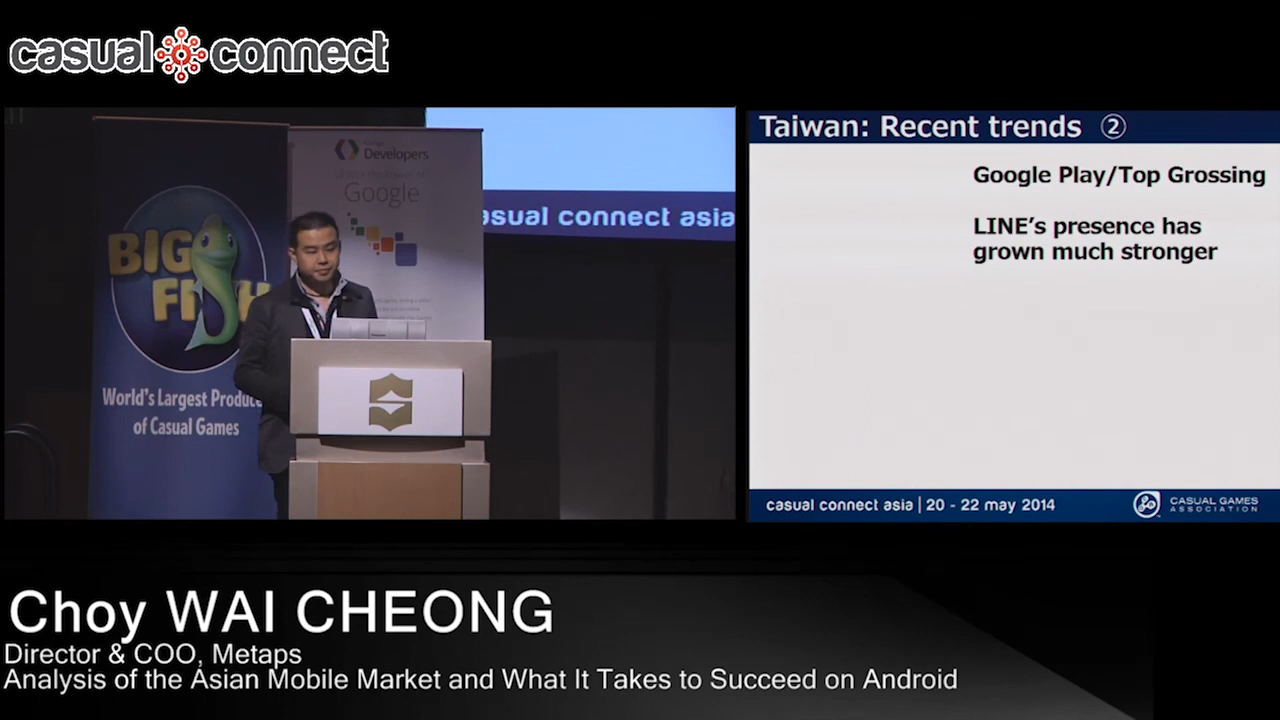 casual connect
Taiwan: Recent trends ②
Google Play/Top Grossing
LINE's presence has
grown much stronger
casual connect asia | 20 - 22 may 2014
CASUAL GAMES
ASSOCIATION
Developers
Google
casual connect asia
BIG
FISH
World's Largest Produce
of Casual Games
Choy WAI CHEONG
Director & COO, Metaps
Analysis of the Asian Mobile Market and What It Takes to Succeed on Android